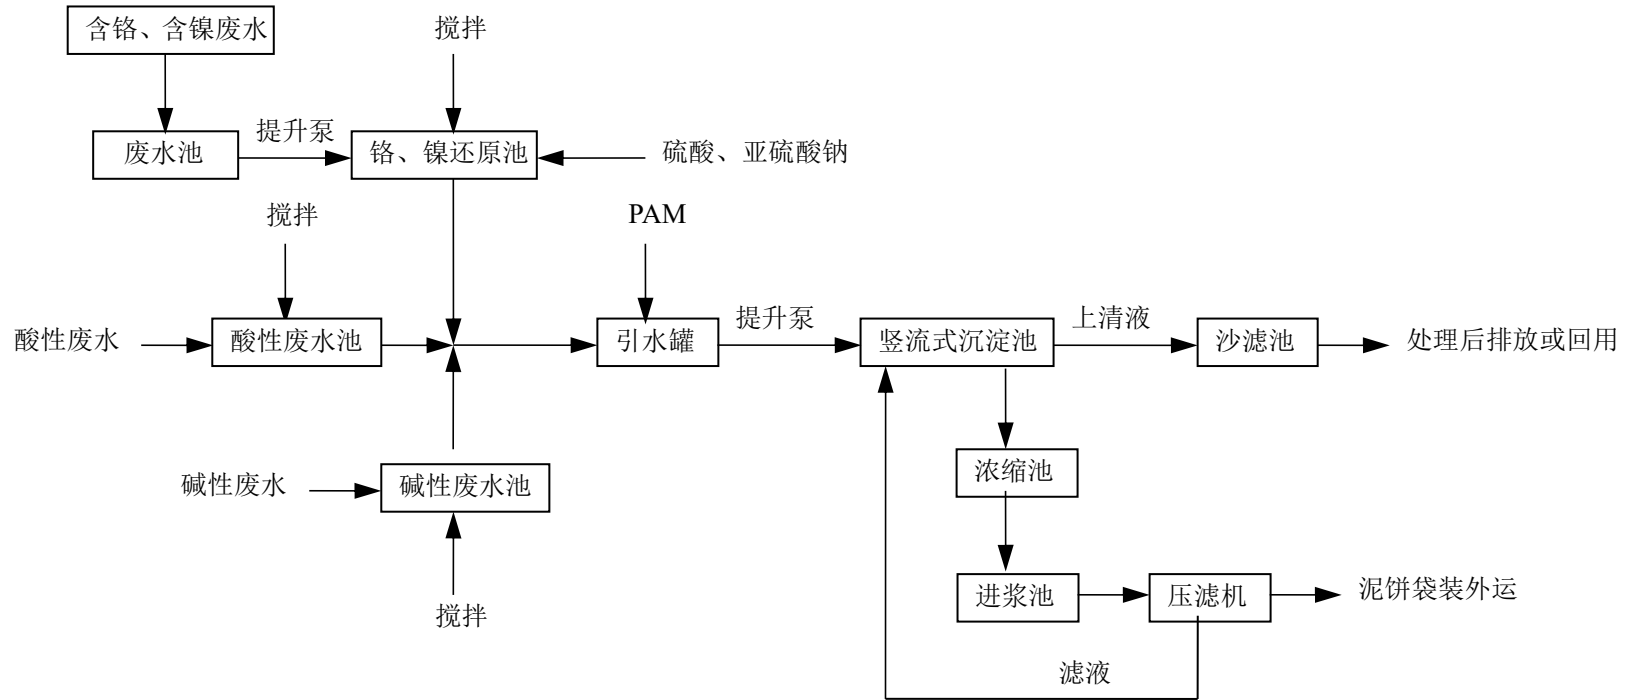 含铬、含镍废水
搅拌
提升泵
废水池
铬、镍还原池
硫酸、亚硫酸钠
搅拌
PAM
提升泵
上清液
酸性废水
酸性废水池
引水罐
竖流式沉淀池
沙滤池
处理后排放或回用
浓缩池
碱性废水
碱性废水池
进浆池
压滤机
泥饼袋装外运
搅拌
滤液